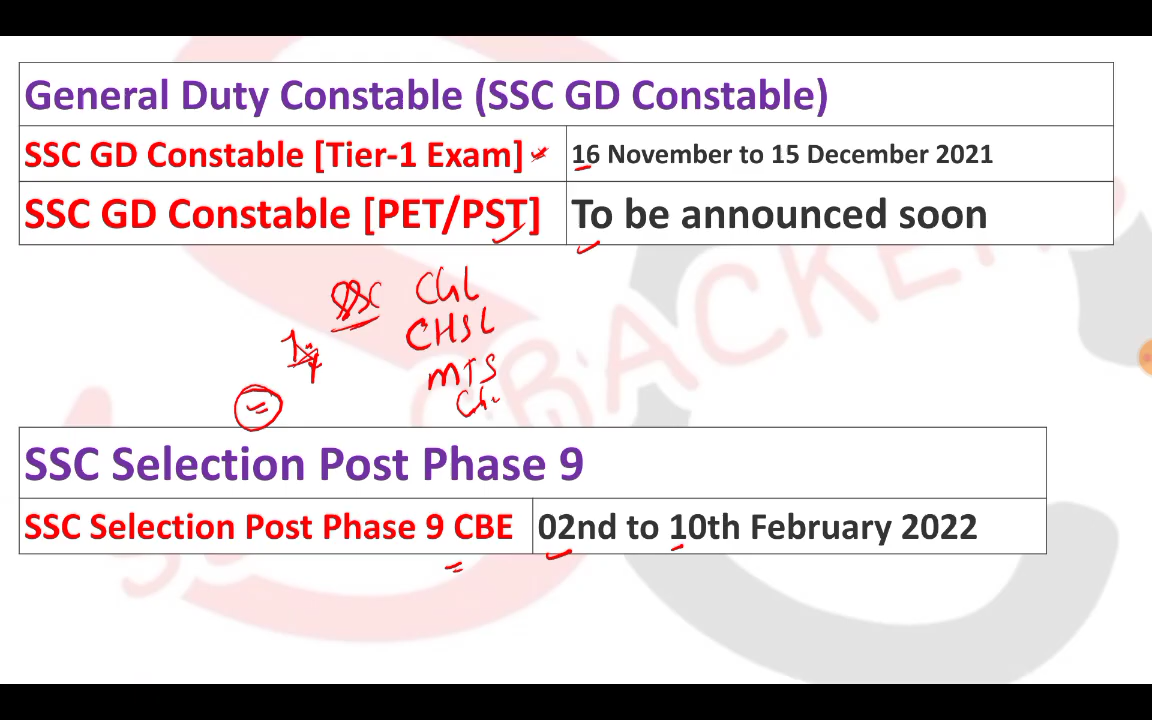 General Duty Constable (SSC GD Constable)
SSC GD Constable [Tier-1 Exam] 16 November to 15 December 2021
SSC GD Constable [PET/PST] To be announced soon
SSC CGL
CHSL
MTS
SSC Selection Post Phase 9
SSC Selection Post Phase 9 CBE 02nd to 10th February 2022